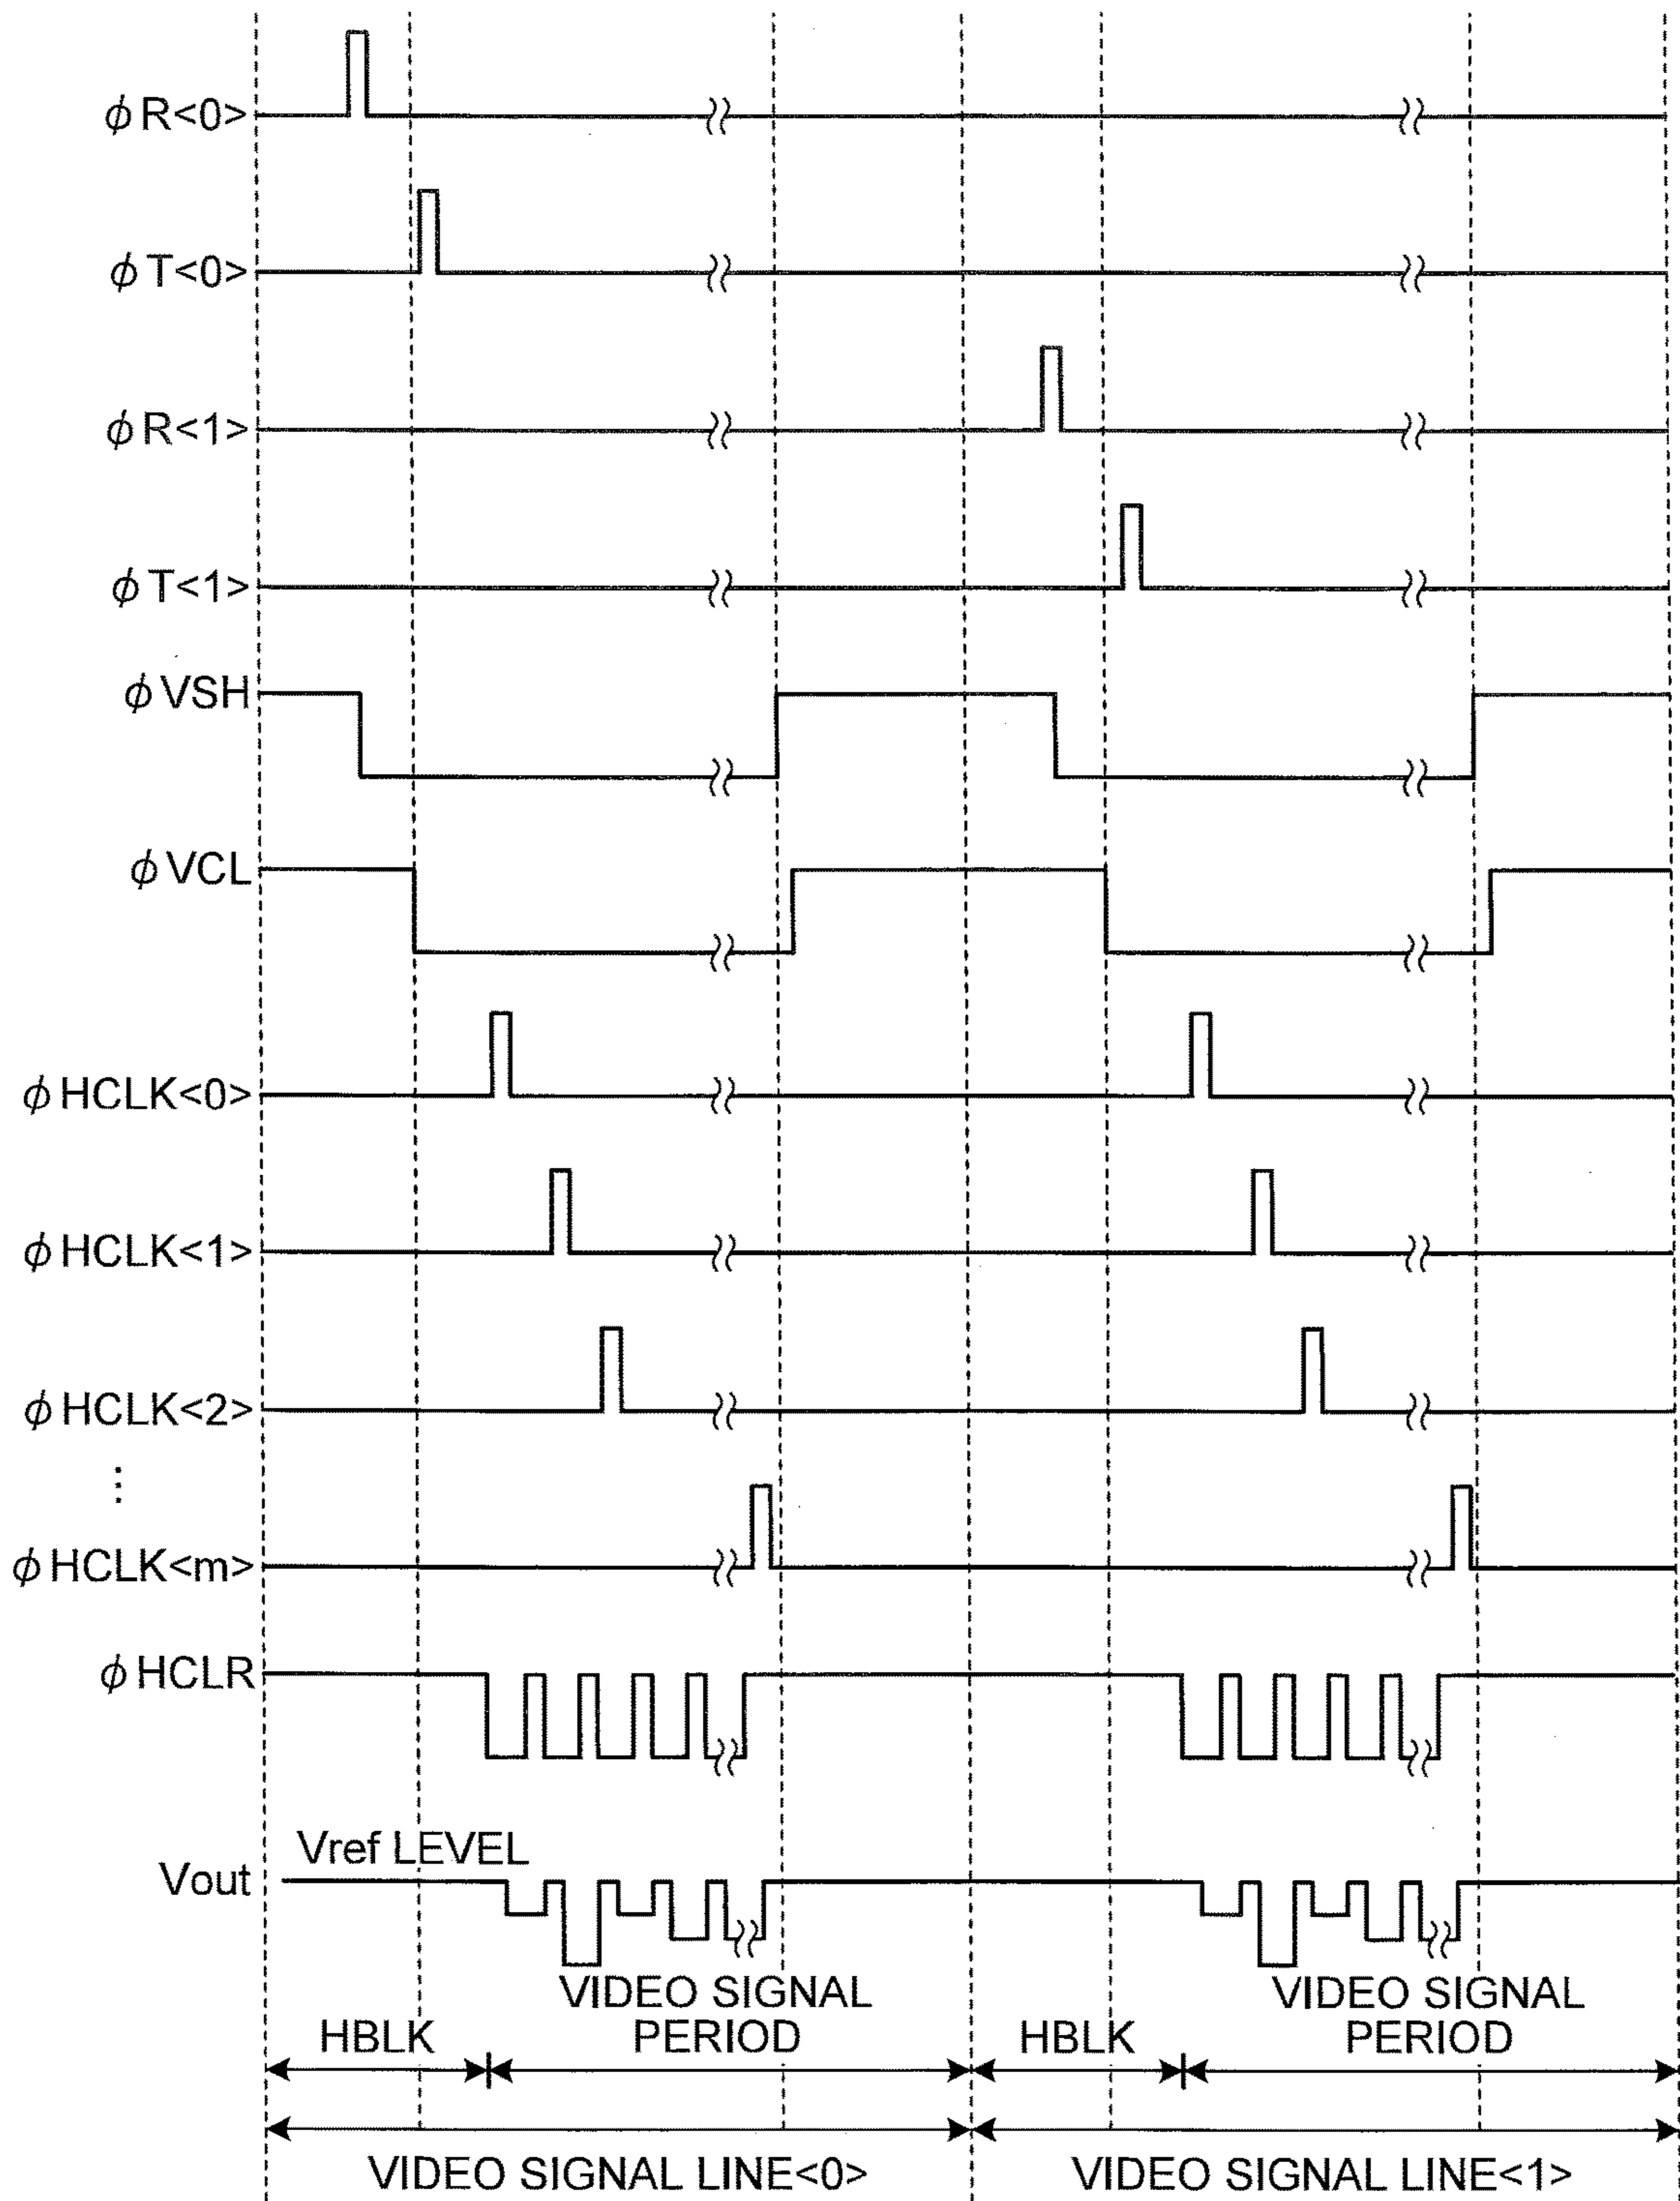 ϕR<0>
ϕT<0>
ϕR<1>
ϕT<1>
ϕVSH
ϕVCL
ϕHCLK<0>
ϕHCLK<1>
ϕHCLK<2>
⋮
ϕHCLK<m>
ϕHCLR
Vref LEVEL
Vout
VIDEO SIGNAL PERIOD
VIDEO SIGNAL PERIOD
HBLK
HBLK
VIDEO SIGNAL LINE<0>
VIDEO SIGNAL LINE<1>